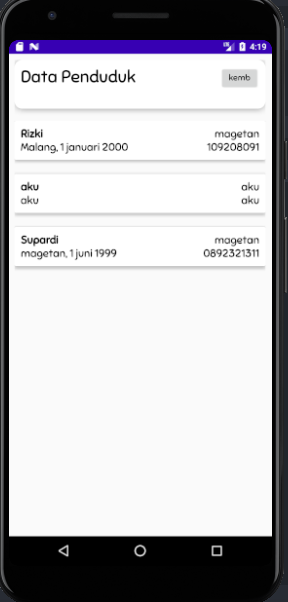 4:19
Data Penduduk kemb
Rizki magetan
Malang, 1 januari 2000 109208091
aku aku
aku aku
Supardi magetan
magetan, 1 juni 1999 0892321311